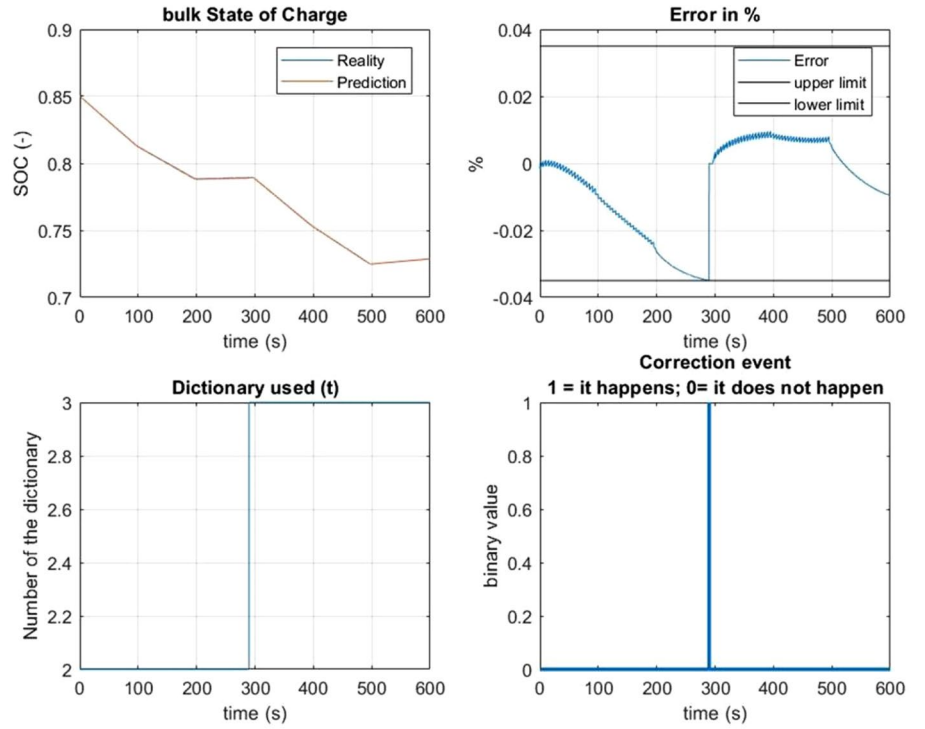 bulk State of Charge
0.9
0.85
0.8
0.75
0.7
SOC (-)
Reality
Prediction
0 100 200 300 400 500 600
time (s)
Error in %
0.04
0.02
0
-0.02
-0.04
%
Error
upper limit
lower limit
0 100 200 300 400 500 600
time (s)
Dictionary used (t)
3
2.8
2.6
2.4
2.2
2
Number of the dictionary
0 100 200 300 400 500 600
time (s)
Correction event
1 = it happens; 0= it does not happen
1
0.8
0.6
0.4
0.2
0
binary value
0 100 200 300 400 500 600
time (s)